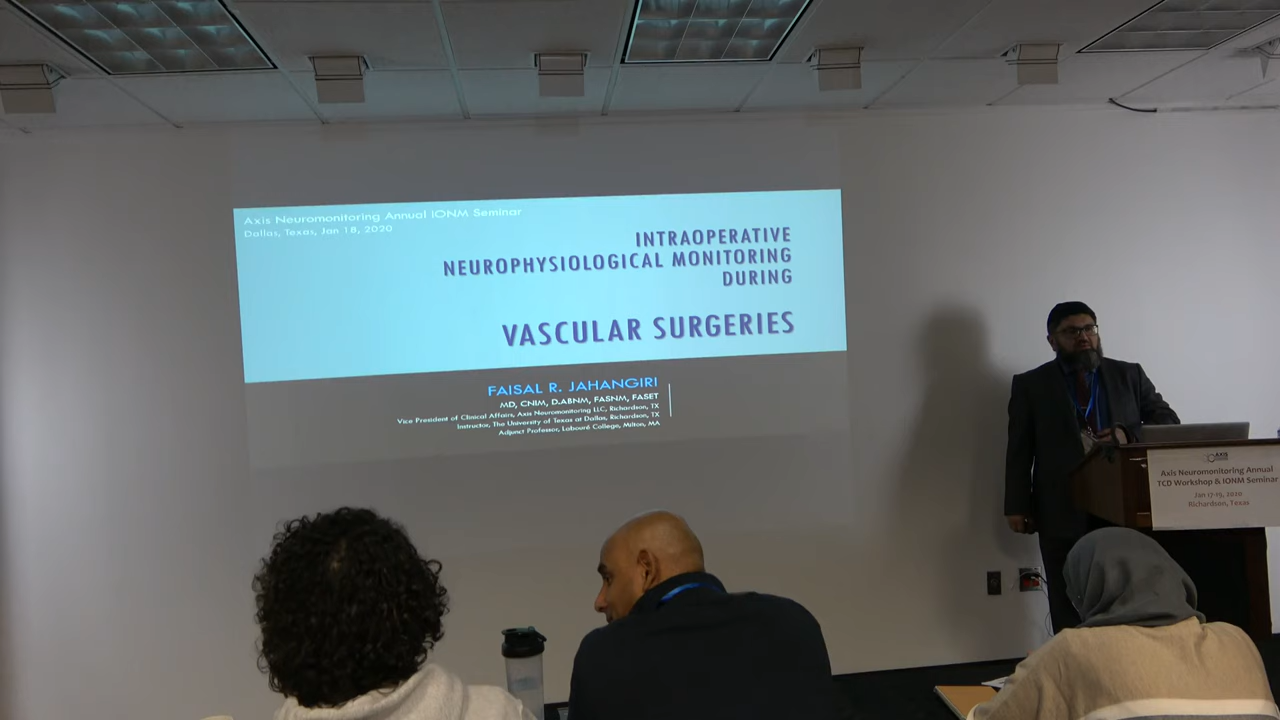 Axis Neuromonitoring Annual IONM Seminar
Dallas, Texas, Jan 18, 2020
INTRAOPERATIVE
NEUROPHYSIOLOGICAL MONITORING
DURING
VASCULAR SURGERIES
FAISAL R. JAHANGIRI
MD, CNIM, D.ABNM, FASNM, FASET
Vice President of Clinical Affairs, Axis Neuromonitoring LLC, Richardson, TX
Instructor, The University of Texas at Dallas, Richardson, TX
Adjunct Professor, Labouré College, Milton, MA
AXIS
Axis Neuromonitoring Annual
TCD Workshop & IONM Seminar
Jan 17-19, 2020
Richardson, Texas